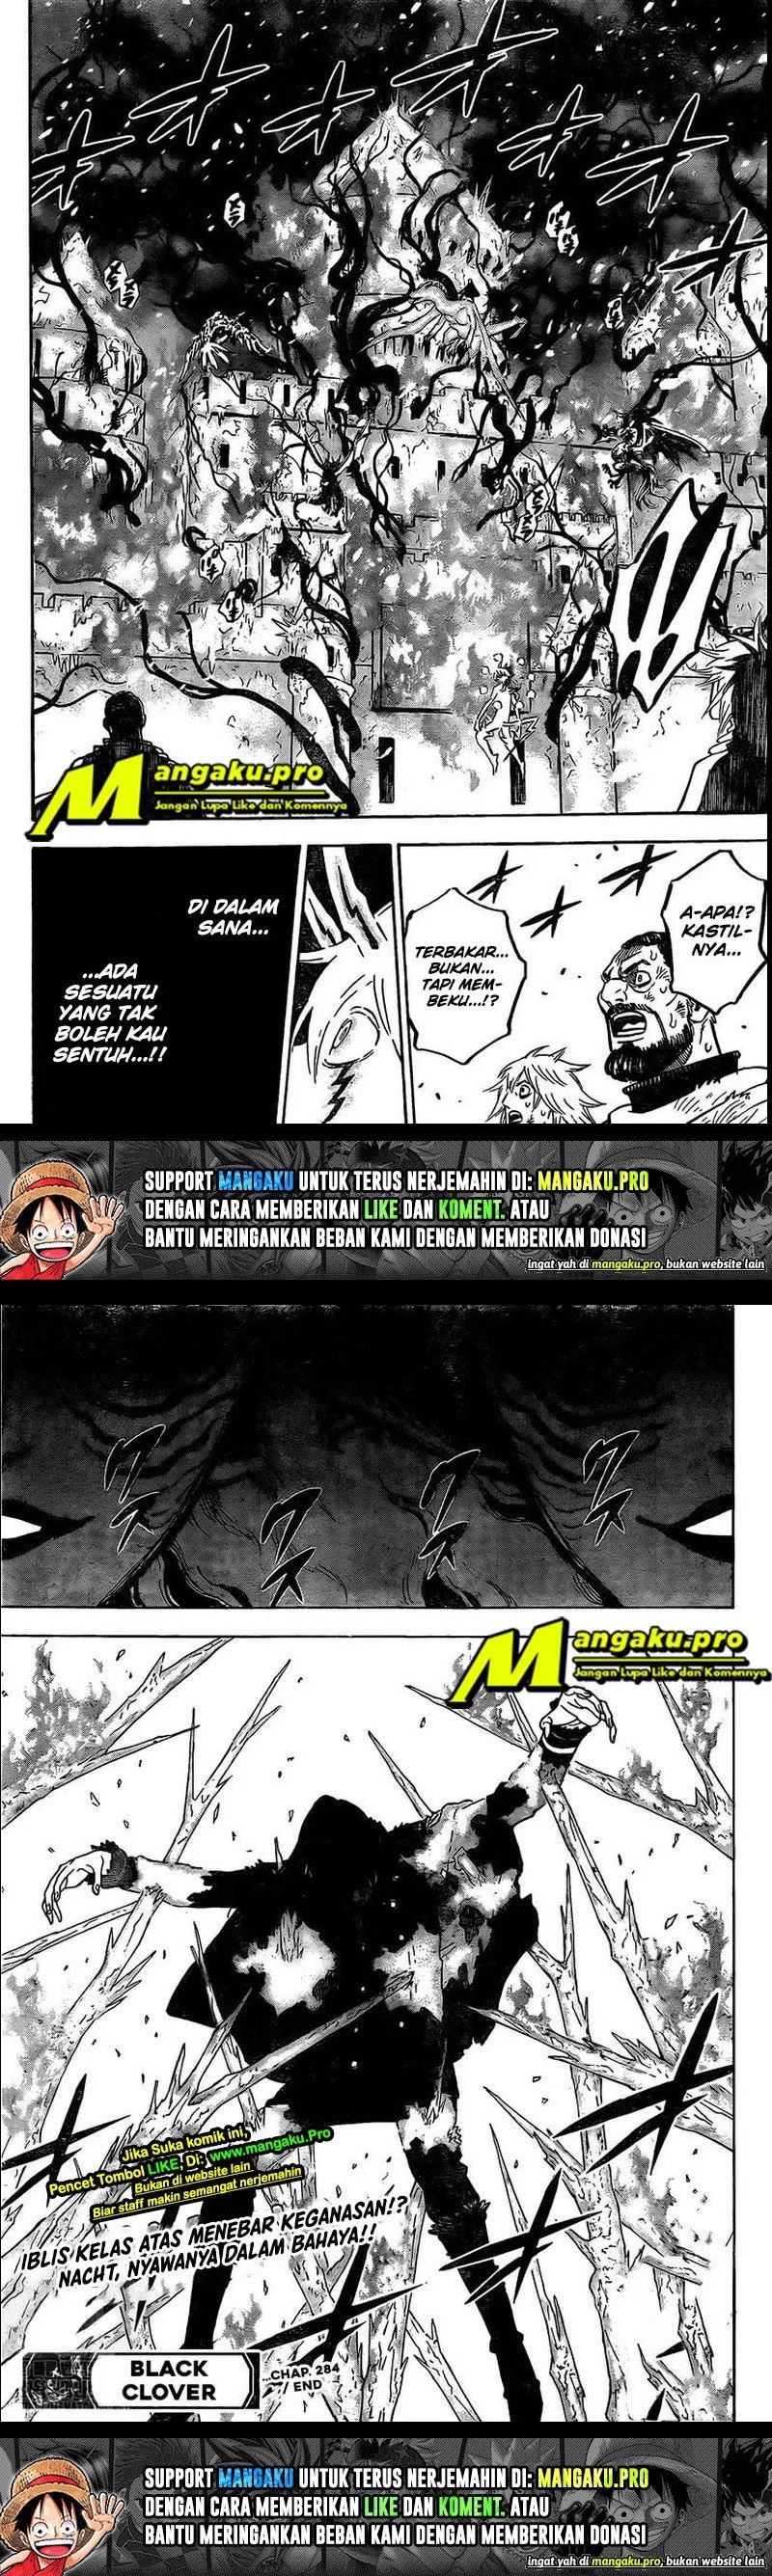 Mangaku.pro
Jangan Lupa Like dan Komennya
A-APA!?
KASTIL-
NYA...
TERBAKAR...
BUKAN...
TAPI MEM-
BEKU...!?
DI DALAM
SANA...
...ADA
SESUATU
YANG TAK
BOLEH KAU
SENTUH...!!
SUPPORT MANGAKU UNTUK TERUS NERJEMAHIN DI: MANGAKU.PRO
DENGAN CARA MEMBERIKAN LIKE DAN KOMENT. ATAU
BANTU MERINGANKAN BEBAN KAMI DENGAN MEMBERIKAN DONASI
ingat yah di mangaku.pro, bukan website lain
Mangaku.pro
Jangan Lupa Like dan Komennya
Jika Suka komik ini,
Pencet Tombol LIKE, Di: www.mangaku.Pro
Bukan di website lain
Biar staff makin semangat nerjemahin
IBLIS KELAS ATAS MENEBAR KEGANASAN!?
NACHT, NYAWANYA DALAM BAHAYA!!
BLACK
CLOVER
...CHAP. 284
/ END
SUPPORT MANGAKU UNTUK TERUS NERJEMAHIN DI: MANGAKU.PRO
DENGAN CARA MEMBERIKAN LIKE DAN KOMENT. ATAU
BANTU MERINGANKAN BEBAN KAMI DENGAN MEMBERIKAN DONASI
ingat yah di mangaku.pro, bukan website lain